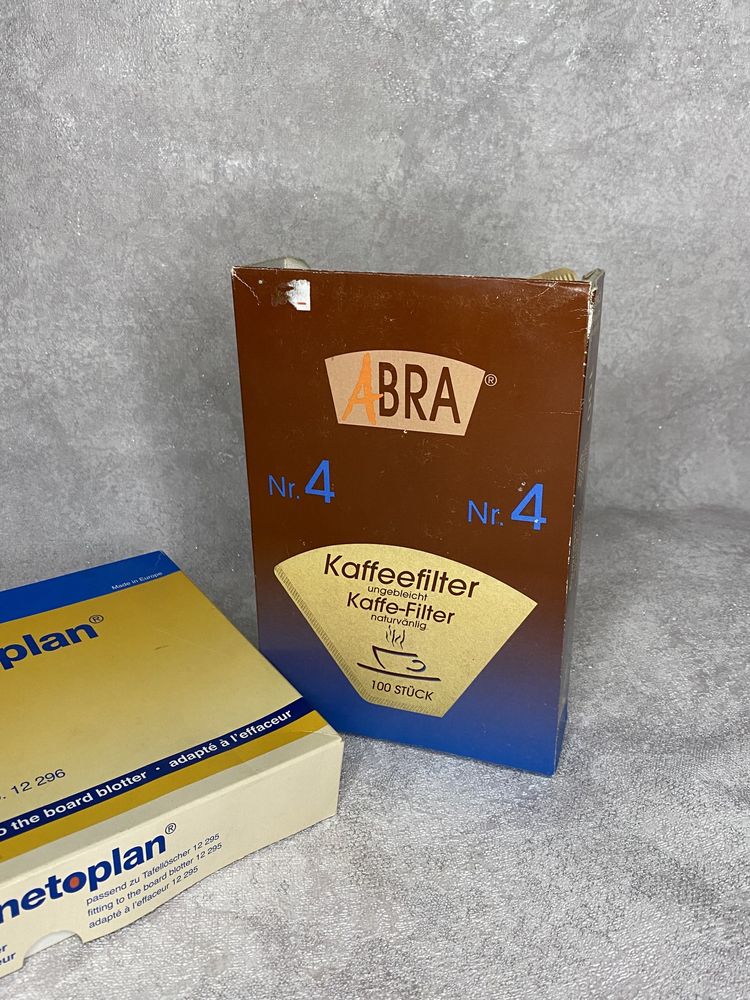 ABRA®
Nr. 4
Nr. 4
Kaffeefilter
ungebleicht
Kaffe-Filter
naturvänlig
100 STÜCK
Made in Europe
plan®
12 296
to the board blotter · adapté à l'effaceur
netoplan®
passend zu Tafellöscher 12 295
fitting to the board blotter 12 295
adapté à l'effaceur 12 295